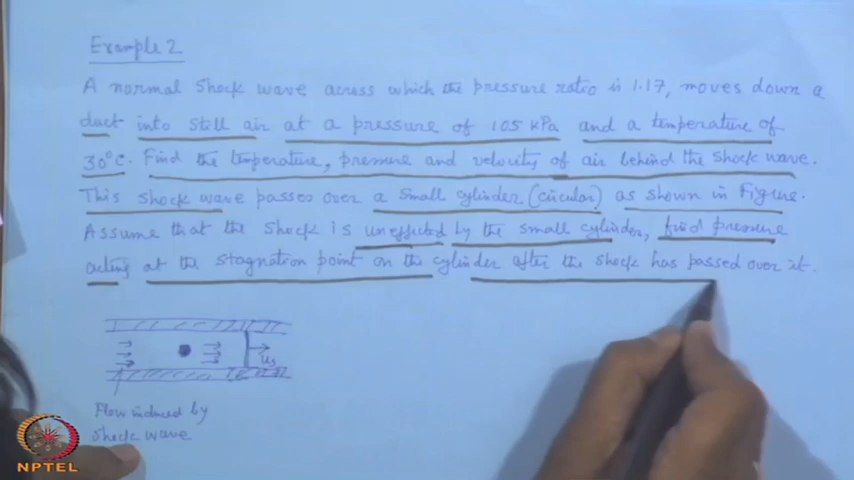 Example 2
A normal shock wave across which the pressure ratio is 1.17, moves down a
duct into still air at a pressure of 105 kPa and a temperature of
30°C. Find the temperature, pressure and velocity of air behind the shock wave.
This shock wave passes over a small cylinder (circular) as shown in Figure.
Assume that the shock is uneffected by the small cylinder, find pressure
acting at the stagnation point on the cylinder after the shock has passed over it.
Us
Flow induced by
shock wave
NPTEL